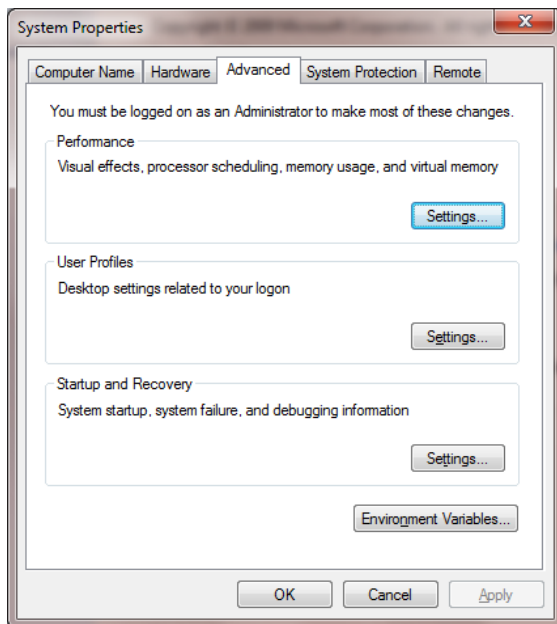 System Properties
Computer Name Hardware Advanced System Protection Remote
You must be logged on as an Administrator to make most of these changes.
Performance
Visual effects, processor scheduling, memory usage, and virtual memory
Settings...
User Profiles
Desktop settings related to your logon
Settings...
Startup and Recovery
System startup, system failure, and debugging information
Settings...
Environment Variables...
OK Cancel Apply